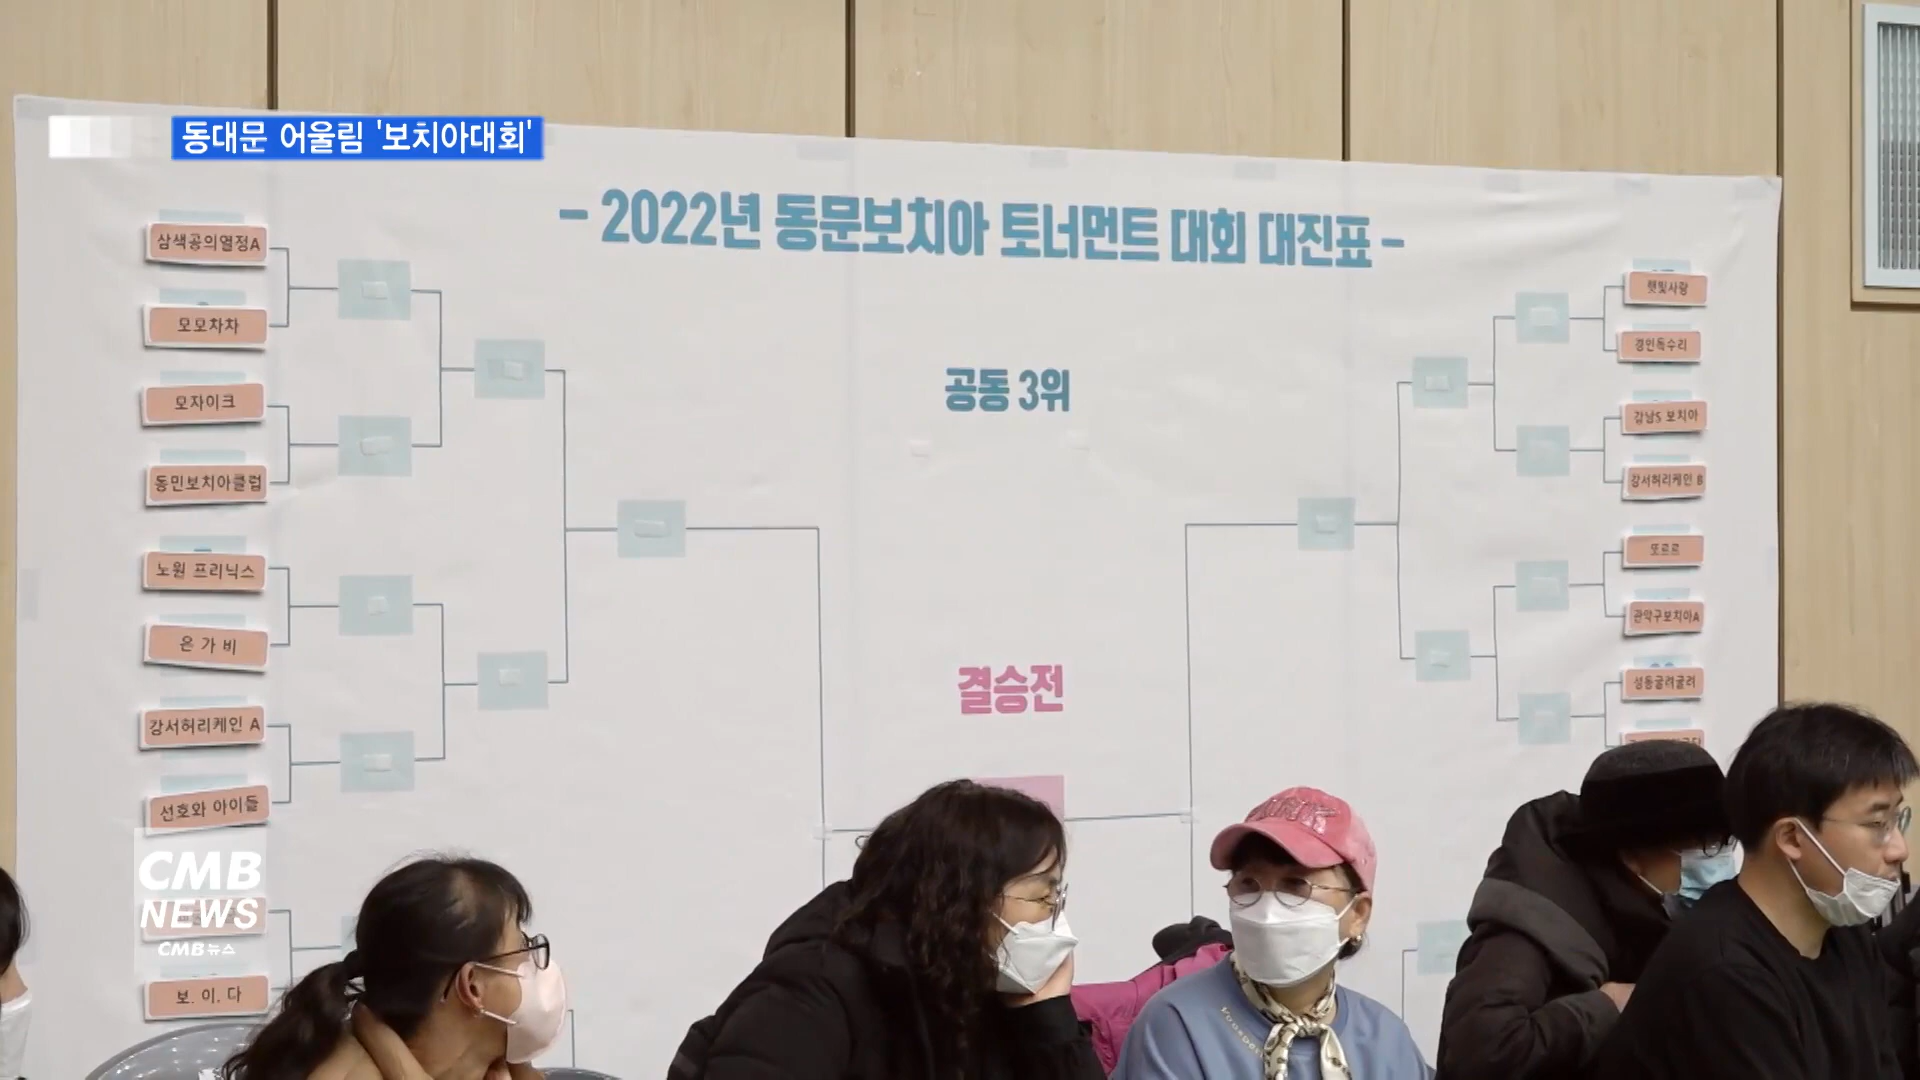 동대문 어울림 '보치아대회'
- 2022년 동문보치아 토너먼트 대회 대진표 -
삼색공의열정A
모모차차
모자이크
동민보치아클럽
노원 프리닉스
은 가 비
강서허리케인 A
선호와 아이들
보. 이. 다
공동 3위
결승전
햇빛사랑
경인독수리
강남S 보치아
강서허리케인 B
또르르
관악구보치아A
성동굴려굴려
CMB
NEWS
CMB뉴스